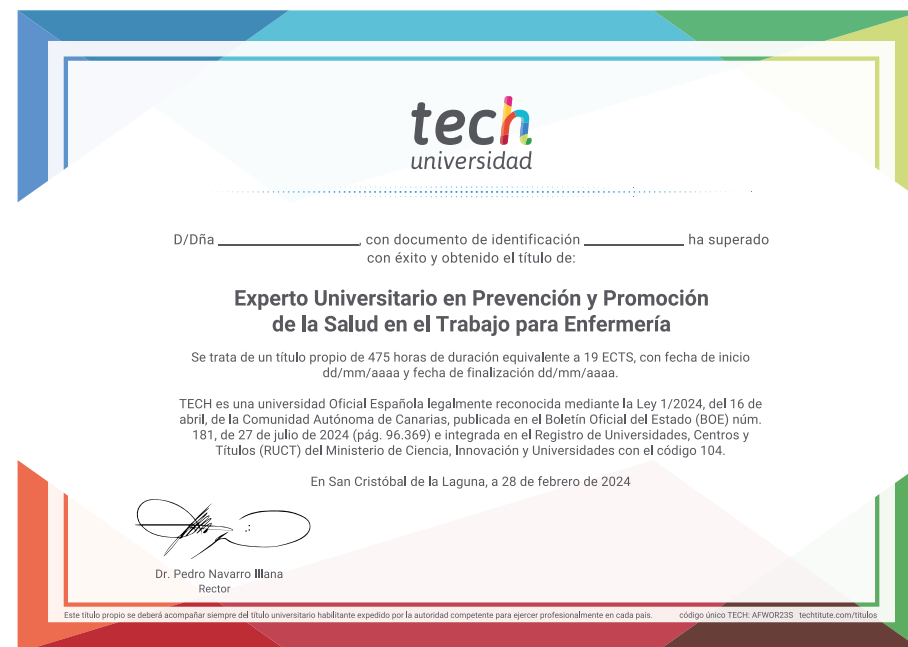 tech
universidad
D/Dña ____________________, con documento de identificación ______________ ha superado
con éxito y obtenido el título de:
Experto Universitario en Prevención y Promoción
de la Salud en el Trabajo para Enfermería
Se trata de un título propio de 475 horas de duración equivalente a 19 ECTS, con fecha de inicio
dd/mm/aaaa y fecha de finalización dd/mm/aaaa.
TECH es una universidad Oficial Española legalmente reconocida mediante la Ley 1/2024, del 16 de
abril, de la Comunidad Autónoma de Canarias, publicada en el Boletín Oficial del Estado (BOE) núm.
181, de 27 de julio de 2024 (pág. 96.369) e integrada en el Registro de Universidades, Centros y
Títulos (RUCT) del Ministerio de Ciencia, Innovación y Universidades con el código 104.
En San Cristóbal de la Laguna, a 28 de febrero de 2024
Dr. Pedro Navarro Illana
Rector
Este título propio se deberá acompañar siempre del título universitario habilitante expedido por la autoridad competente para ejercer profesionalmente en cada país. código único TECH: AFWOR23S techtitute.com/titulos